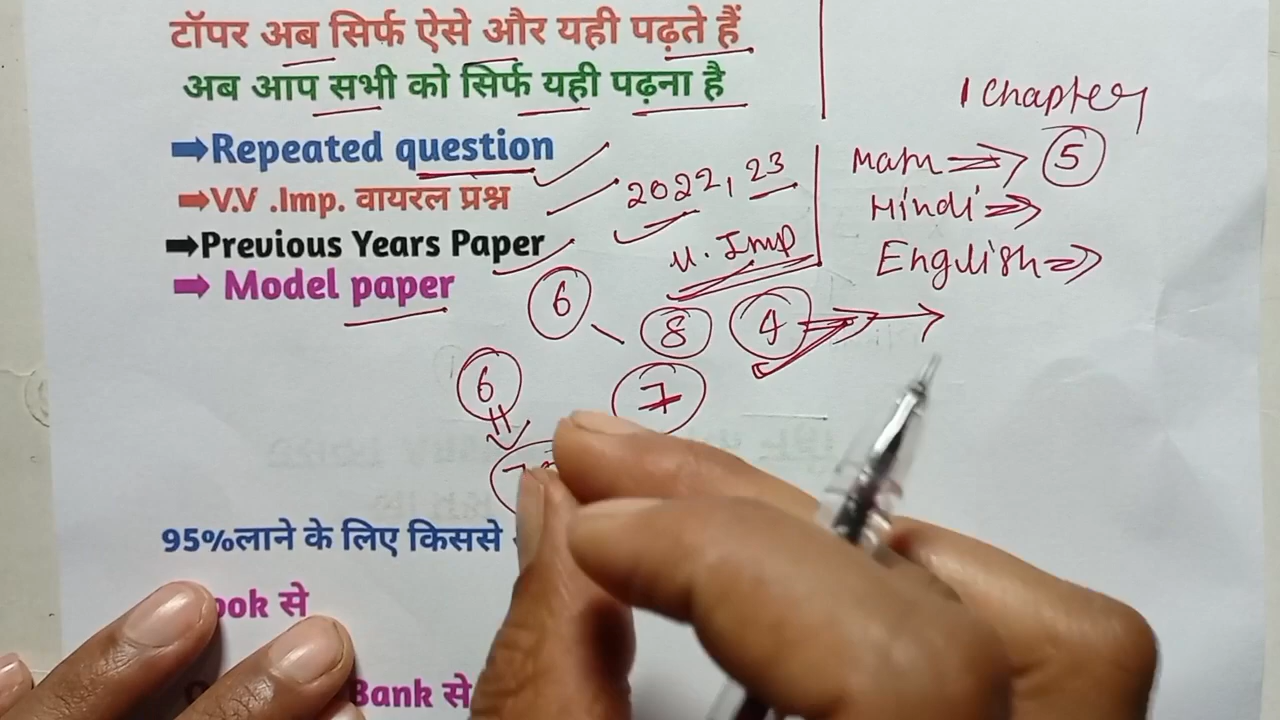 टॉपर अब सिर्फ ऐसे और यही पढ़ते हैं
अब आप सभी को सिर्फ यही पढ़ना है
➡Repeated question
➡V.V .Imp. वायरल प्रश्न
➡Previous Years Paper
➡ Model paper
2022, 23
V. Imp
6
8
4
6
7
1 Chapter
Math ⇒ 5
Hindi ⇒
English ⇒
95%लाने के लिए किससे
से
Bank से